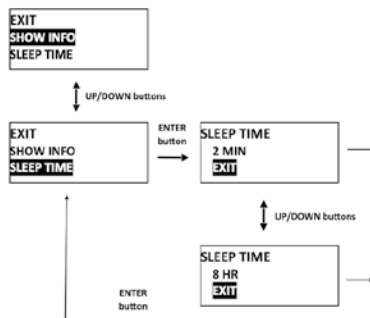 EXIT
SHOW INFO
SLEEP TIME
UP/DOWN buttons
EXIT
SHOW INFO
SLEEP TIME
ENTER
button
SLEEP TIME
2 MIN
EXIT
UP/DOWN buttons
SLEEP TIME
8 HR
EXIT
ENTER
button